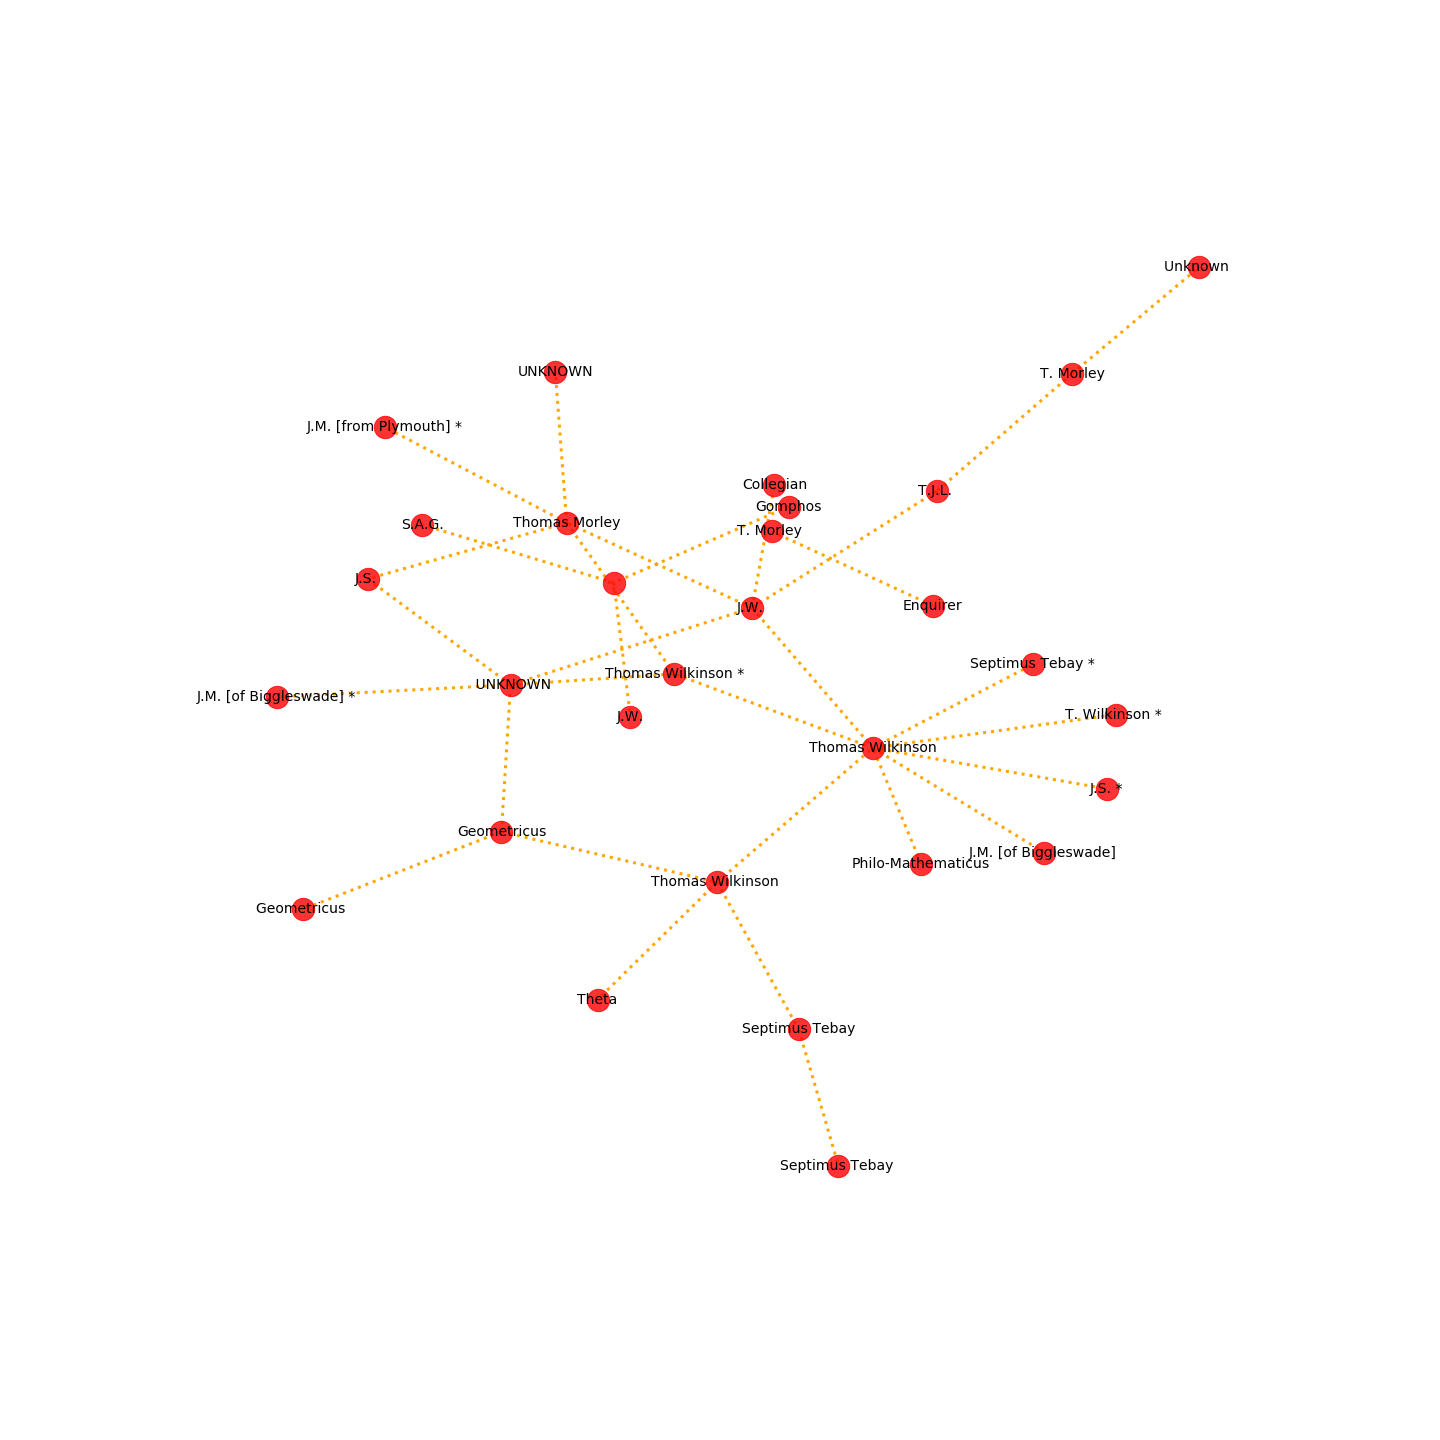 Unknown
UNKNOWN
T. Morley
J.M. [from Plymouth] *
Collegian
T.J.L.
Gomphos
S.A.G.
Thomas Morley
T. Morley
J.S.
J.W.
Enquirer
Septimus Tebay *
Thomas Wilkinson *
UNKNOWN
J.M. [of Biggleswade] *
J.W.
T. Wilkinson *
Thomas Wilkinson
J.S. *
Geometricus
J.M. [of Biggleswade]
Philo-Mathematicus
Thomas Wilkinson
Geometricus
Theta
Septimus Tebay
Septimus Tebay